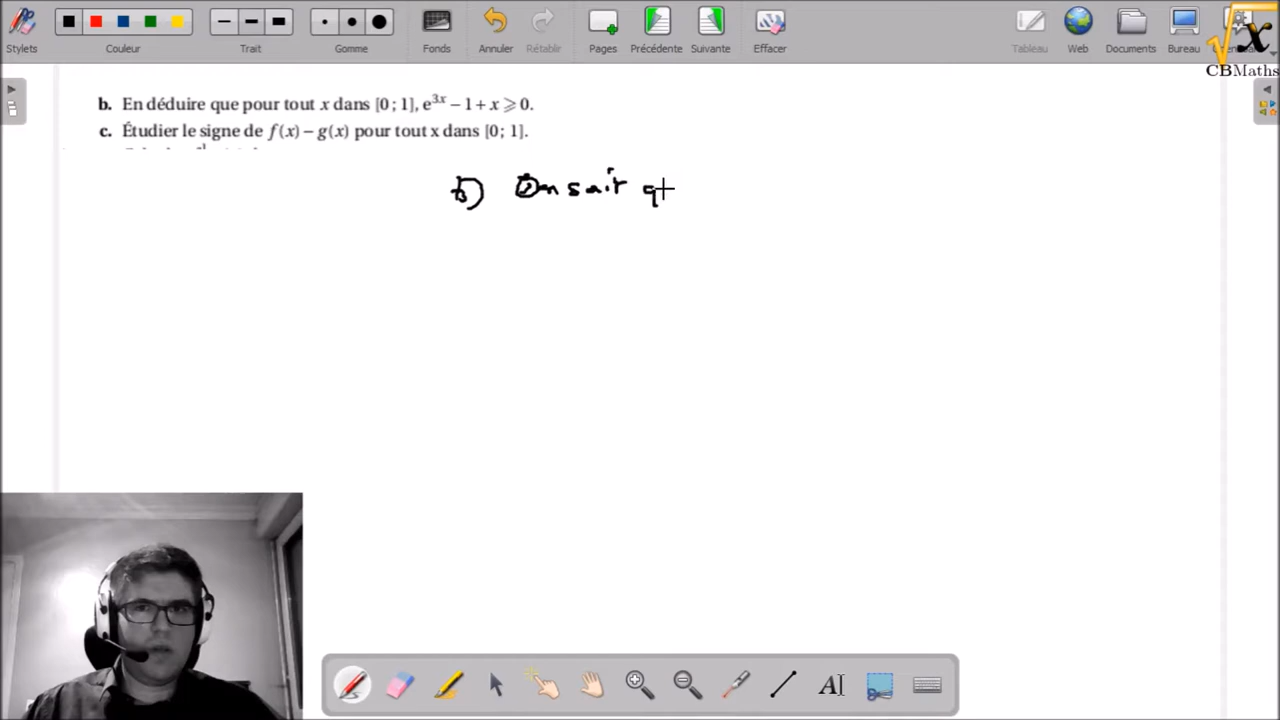 Stylets Couleur Trait Gomme Fonds Annuler Rétablir Pages Précédente Suivante Effacer Tableau Web Documents Bureau
CBMaths
b. En déduire que pour tout x dans [0; 1], e^{3x} − 1 + x ⩾ 0.
c. Étudier le signe de f(x) − g(x) pour tout x dans [0; 1].
b) On sait q
AI